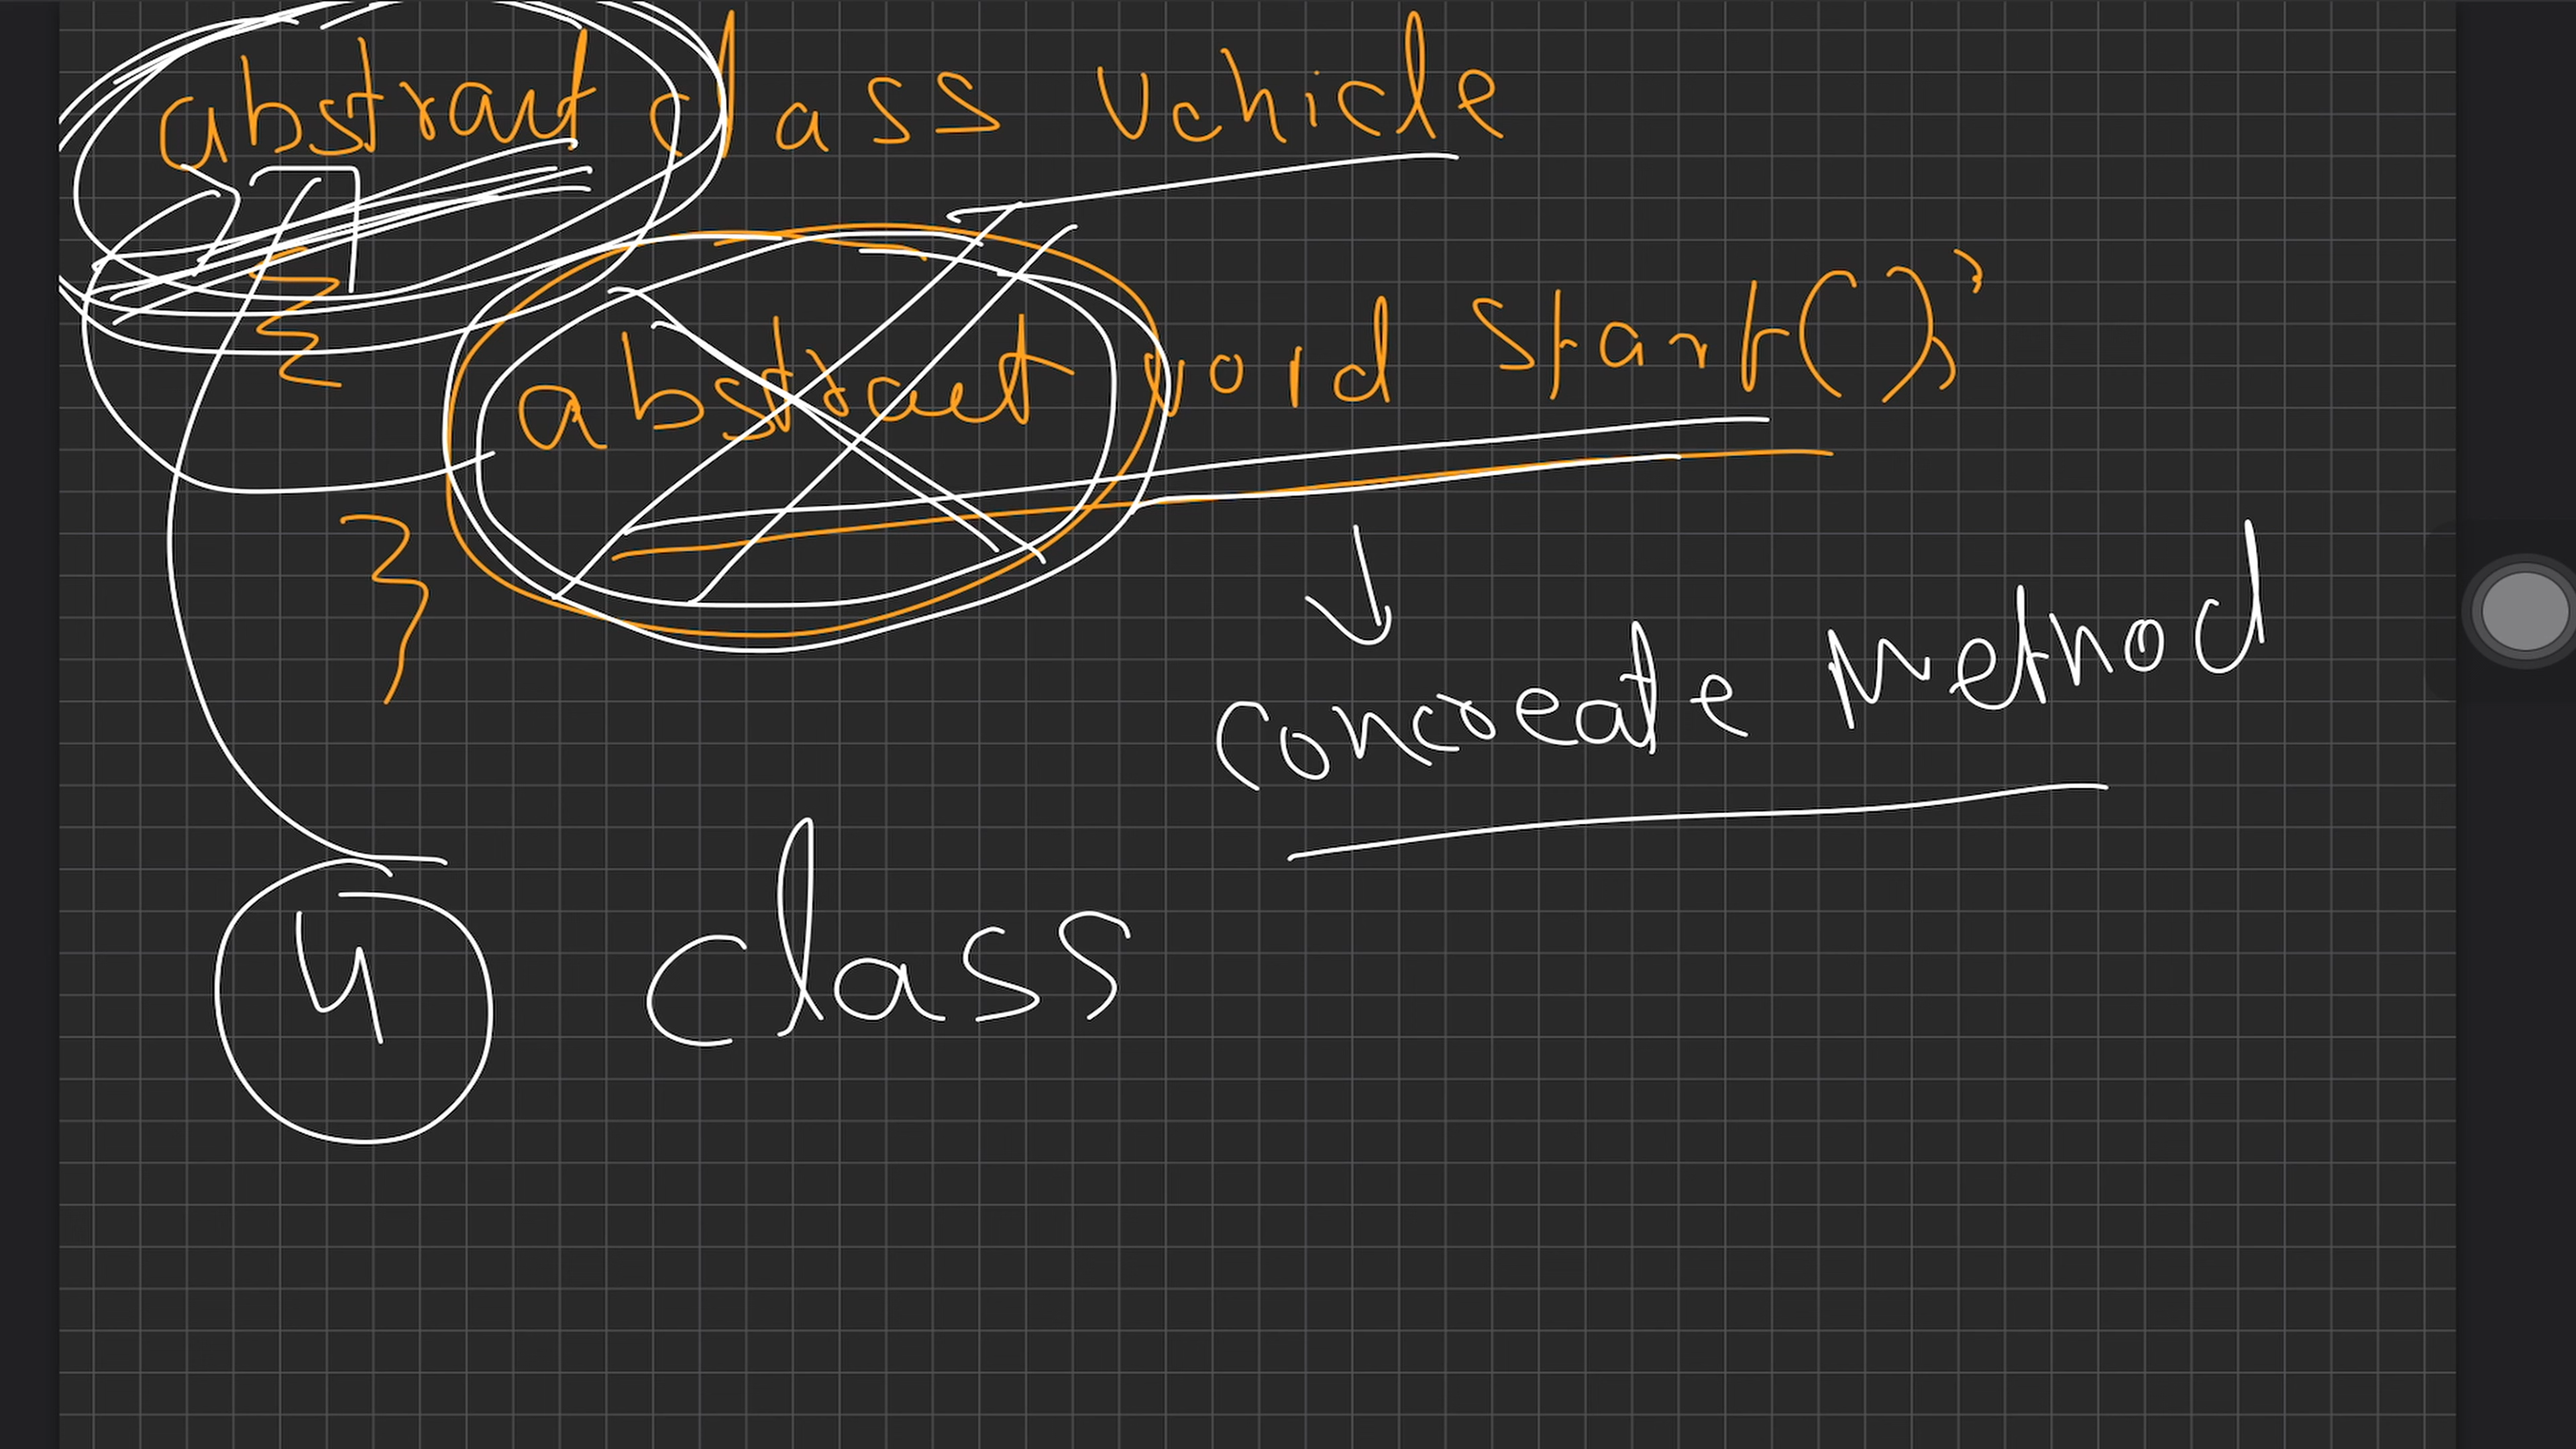 abstract class Vehicle
{
abstract void start();
}
concreate Method
4 class